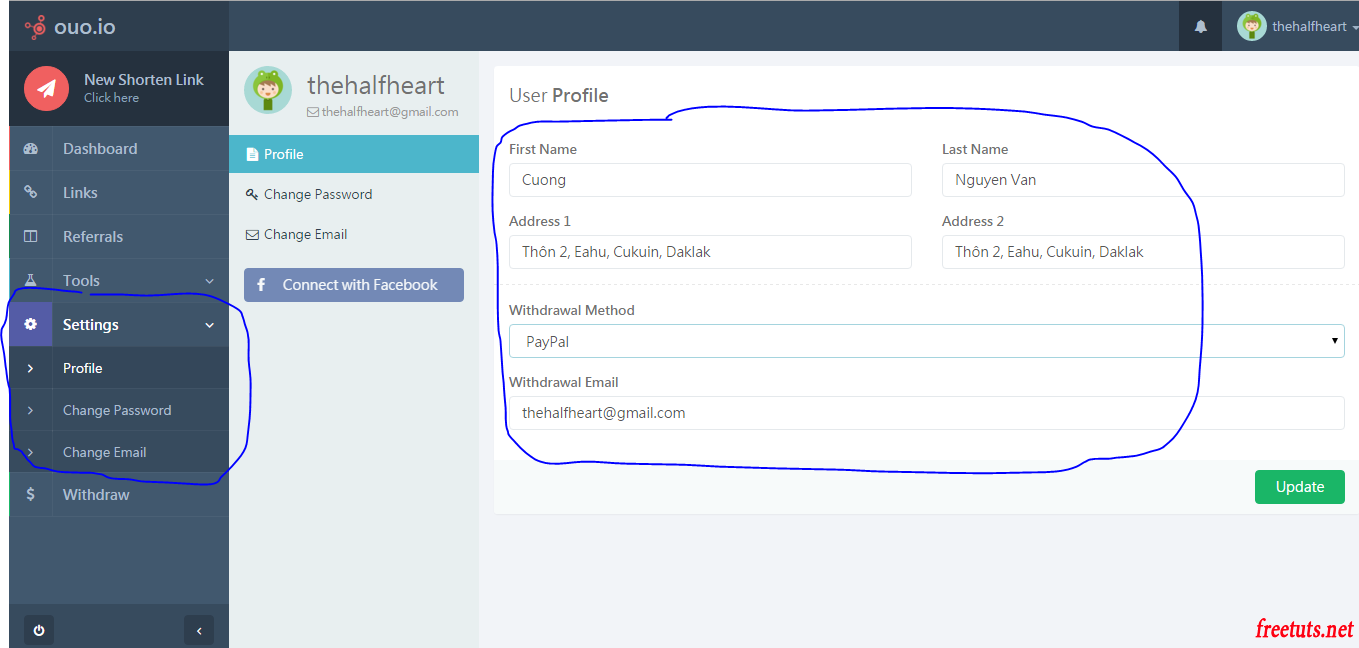 ouo.io
thehalfheart
New Shorten Link
Click here
Dashboard
Links
Referrals
Tools
Settings
Profile
Change Password
Change Email
$ Withdraw
thehalfheart
thehalfheart@gmail.com
Profile
Change Password
Change Email
f Connect with Facebook
User Profile
First Name Last Name
Cuong Nguyen Van
Address 1 Address 2
Thôn 2, Eahu, Cukuin, Daklak Thôn 2, Eahu, Cukuin, Daklak
Withdrawal Method
PayPal
Withdrawal Email
thehalfheart@gmail.com
Update
freetuts.net